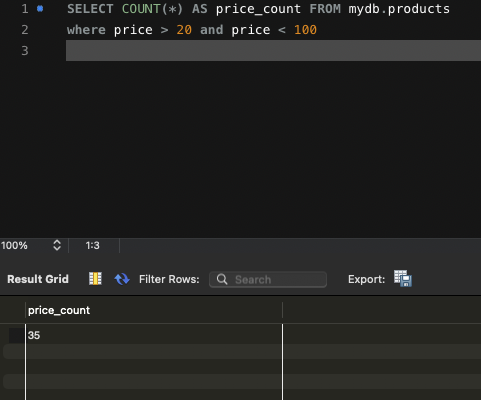 1 SELECT COUNT(*) AS price_count FROM mydb.products
2 where price > 20 and price < 100
3
100% 1:3
Result Grid Filter Rows: Search Export:
price_count
35